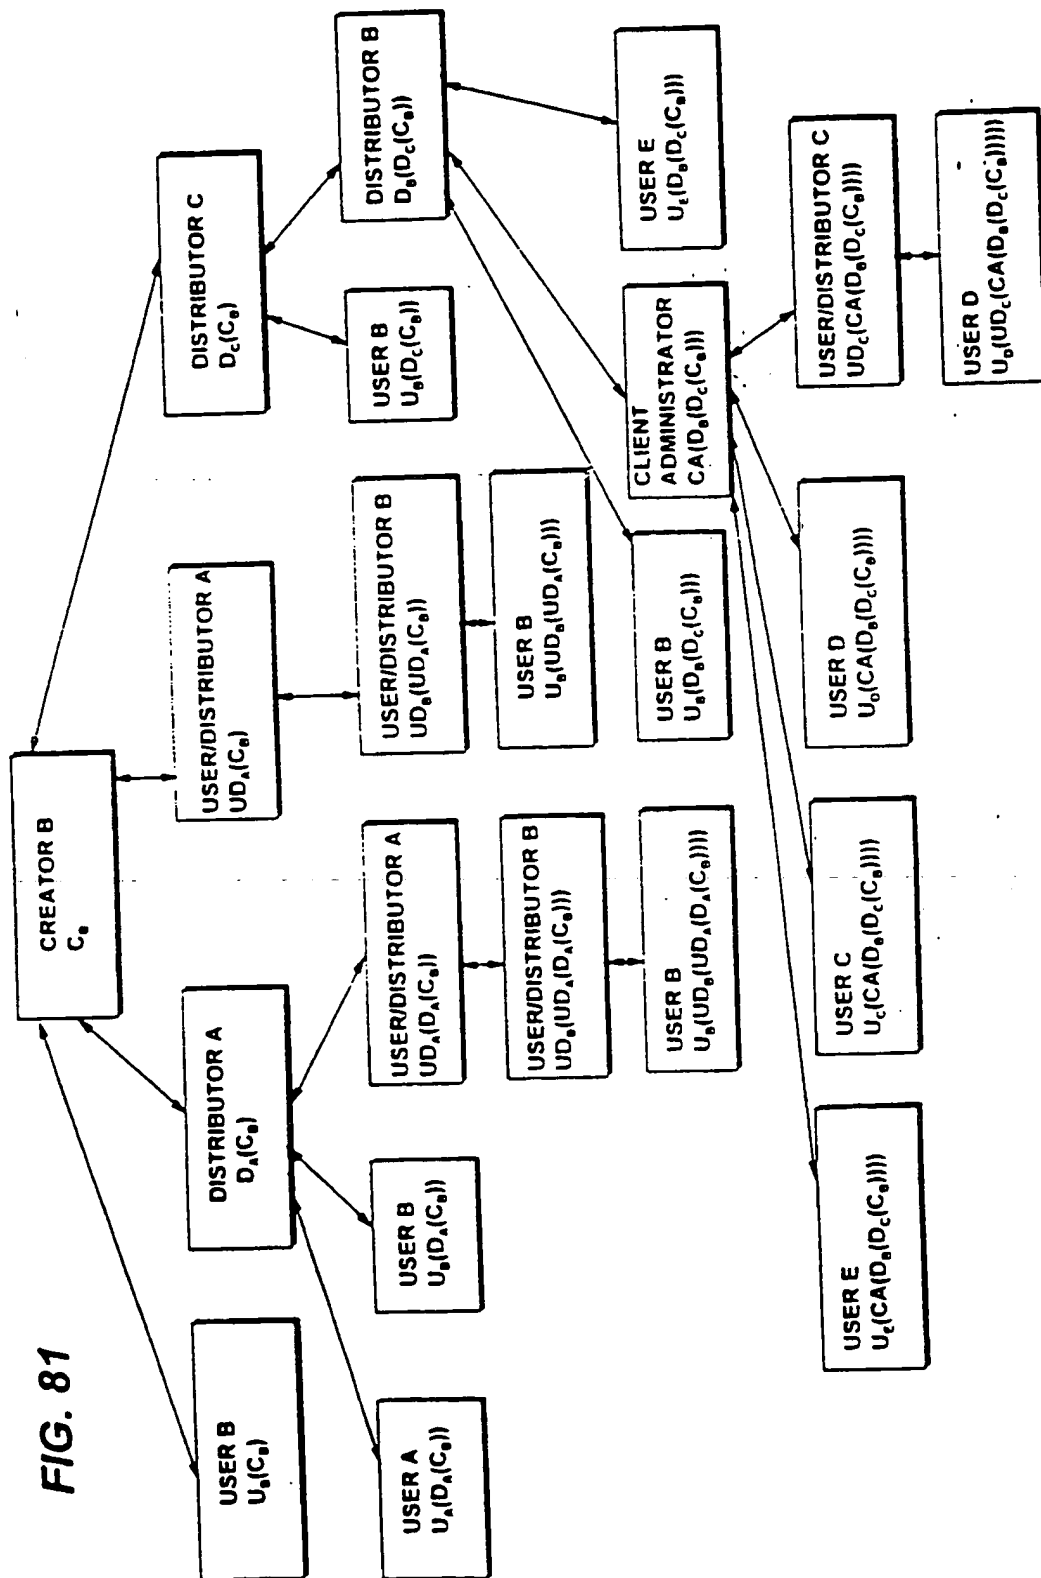 FIG. 81
CREATOR B
C_B
USER B
U_B(C_B)
DISTRIBUTOR A
D_A(C_B)
USER/DISTRIBUTOR A
UD_A(C_B)
DISTRIBUTOR C
D_C(C_B)
USER A
U_A(D_A(C_B))
USER B
U_B(D_A(C_B))
USER/DISTRIBUTOR A
UD_A(D_A(C_B))
USER/DISTRIBUTOR B
UD_B(UD_A(C_B))
USER B
U_B(D_C(C_B))
DISTRIBUTOR B
D_B(D_C(C_B))
USER/DISTRIBUTOR B
UD_B(UD_A(D_A(C_B)))
USER B
U_B(UD_B(UD_A(C_B)))
USER B
U_B(UD_B(UD_A(D_A(C_B))))
USER B
U_B(D_B(D_C(C_B)))
CLIENT
ADMINISTRATOR
CA(D_B(D_C(C_B)))
USER E
U_E(D_B(D_C(C_B)))
USER E
U_E(CA(D_B(D_C(C_B))))
USER C
U_C(CA(D_B(D_C(C_B))))
USER D
U_D(CA(D_B(D_C(C_B))))
USER/DISTRIBUTOR C
UD_C(CA(D_B(D_C(C_B))))
USER D
U_D(UD_C(CA(D_B(D_C(C_B)))))